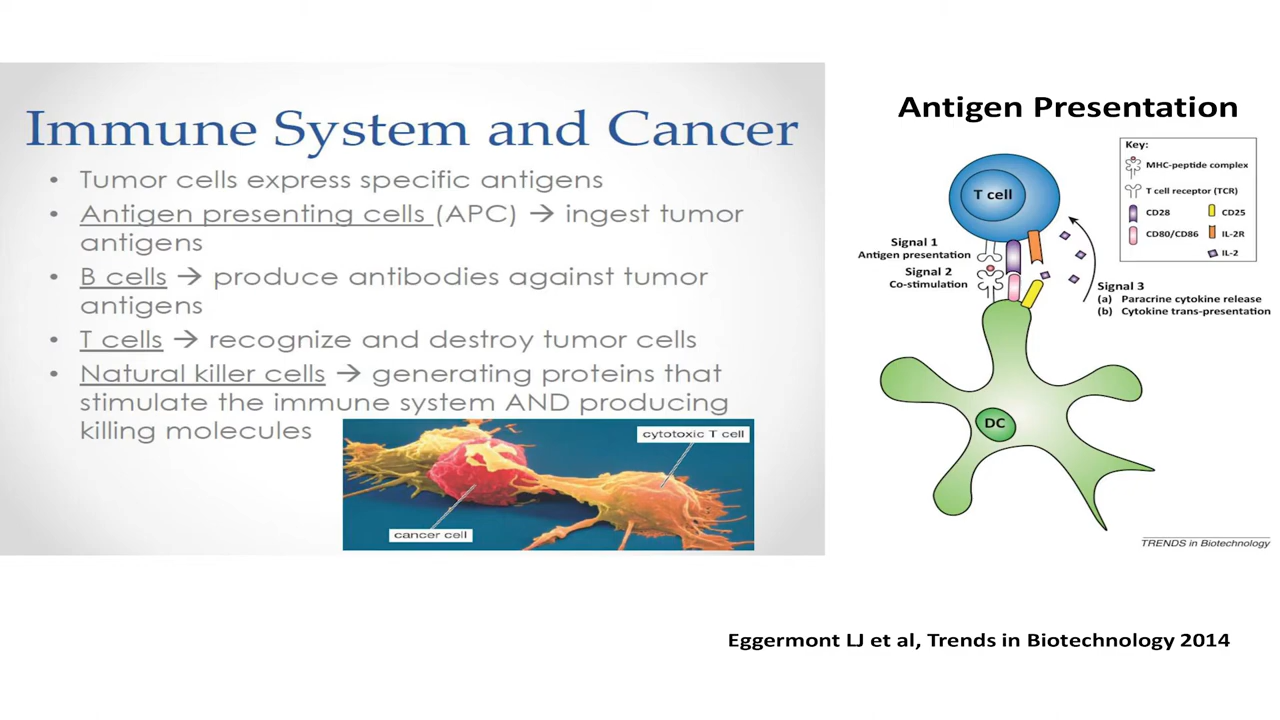 Immune System and Cancer
• Tumor cells express specific antigens
• Antigen presenting cells (APC) → ingest tumor
antigens
• B cells → produce antibodies against tumor
antigens
• T cells → recognize and destroy tumor cells
• Natural killer cells → generating proteins that
stimulate the immune system AND producing
killing molecules
cytotoxic T cell
cancer cell
Antigen Presentation
Key:
MHC-peptide complex
T cell receptor (TCR)
CD28
CD25
CD80/CD86
IL-2R
IL-2
T cell
Signal 1
Antigen presentation
Signal 2
Co-stimulation
Signal 3
(a) Paracrine cytokine release
(b) Cytokine trans-presentation
DC
TRENDS in Biotechnology
Eggermont LJ et al, Trends in Biotechnology 2014